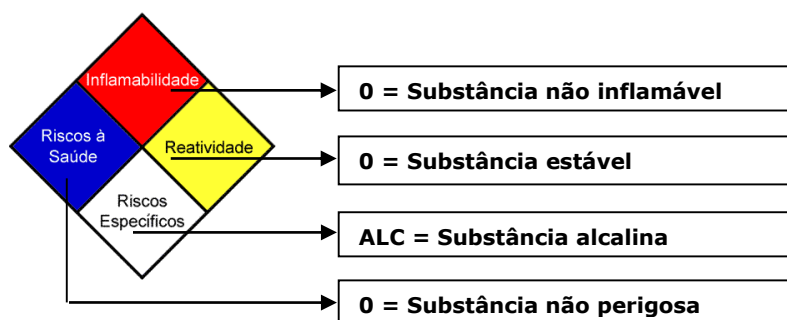 Inflamabilidade
0 = Substância não inflamável
Riscos à
Saúde
Reatividade
0 = Substância estável
Riscos
Específicos
ALC = Substância alcalina
0 = Substância não perigosa